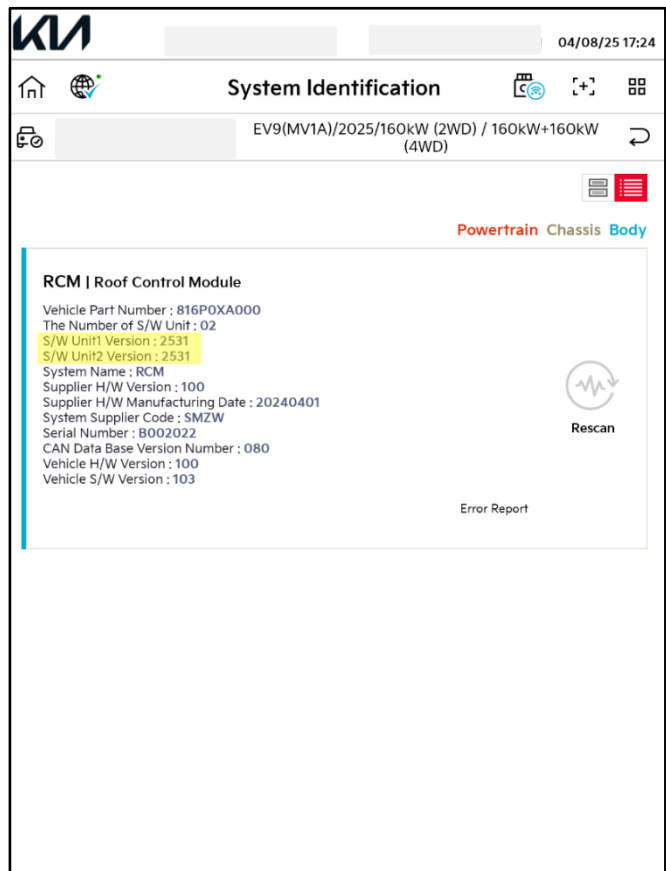 KIA
04/08/25 17:24
System Identification
EV9(MV1A)/2025/160kW (2WD) / 160kW+160kW
(4WD)
Powertrain Chassis Body
RCM | Roof Control Module
Vehicle Part Number : 816P0XA000
The Number of S/W Unit : 02
S/W Unit1 Version : 2531
S/W Unit2 Version : 2531
System Name : RCM
Supplier H/W Version : 100
Supplier H/W Manufacturing Date : 20240401
System Supplier Code : SMZW
Serial Number : B002022
CAN Data Base Version Number : 080
Vehicle H/W Version : 100
Vehicle S/W Version : 103
Rescan
Error Report